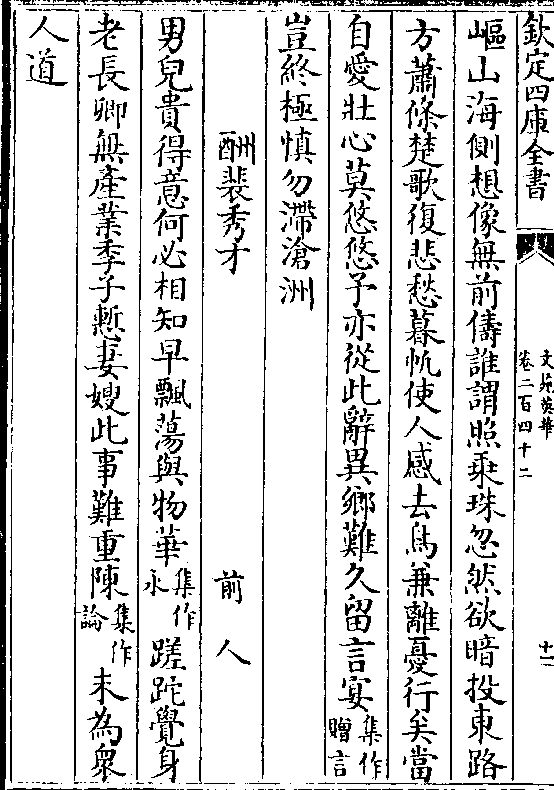 欽定四庫全書
文苑英華
卷二百四十二
十一
嶇山海側想像無前儔誰謂照乗珠忽然欲暗投東路
方蕭條楚歌復悲愁暮帆使人感去鳥兼離憂行矣當
自愛壯心莫悠悠予亦從此辭異鄉難久留言宴集作贈言
豈終極慎勿滯滄洲
酬裴秀才　前人
男兒貴得意何必相知早飄蕩與物華集作永蹉跎覺身
老長卿無產業季子慙妻嫂此事難重陳集作論未為衆
人道